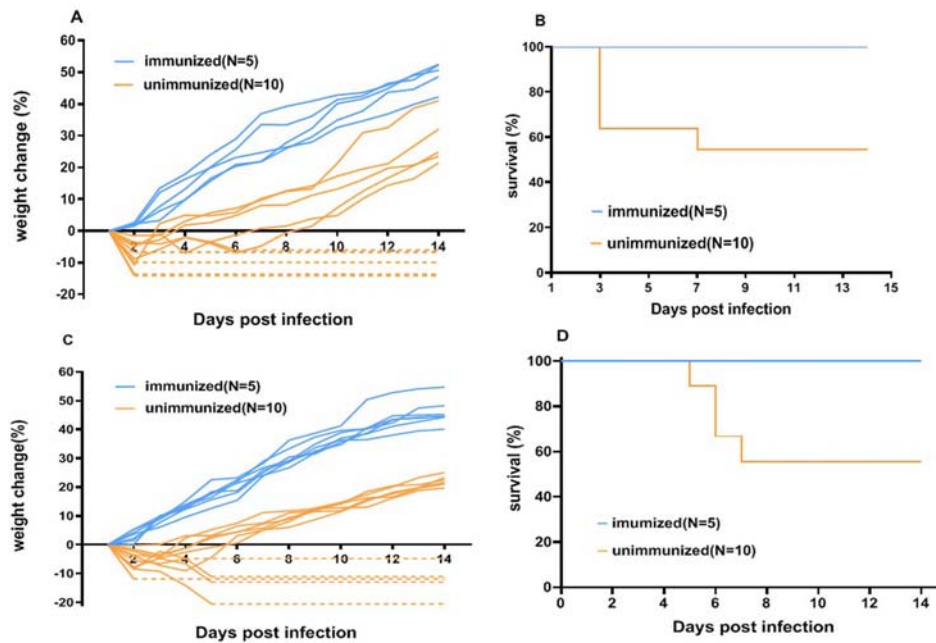 A
60
50
40
30
20
10
0
-10
-20
weight change (%)
immunized(N=5)
unimmunized(N=10)
2 4 6 8 10 12 14
Days post infection
B
100
80
60
40
20
0
survival (%)
immunized(N=5)
unimmunized(N=10)
1 3 5 7 9 11 13 15
Days post infection
C
60
50
40
30
20
10
0
-10
-20
weight change(%)
immunized(N=5)
unimmunized(N=10)
2 4 6 8 10 12 14
Days post infection
D
100
80
60
40
20
0
survival (%)
imumized(N=5)
unimmunized(N=10)
0 2 4 6 8 10 12 14
Days post infection